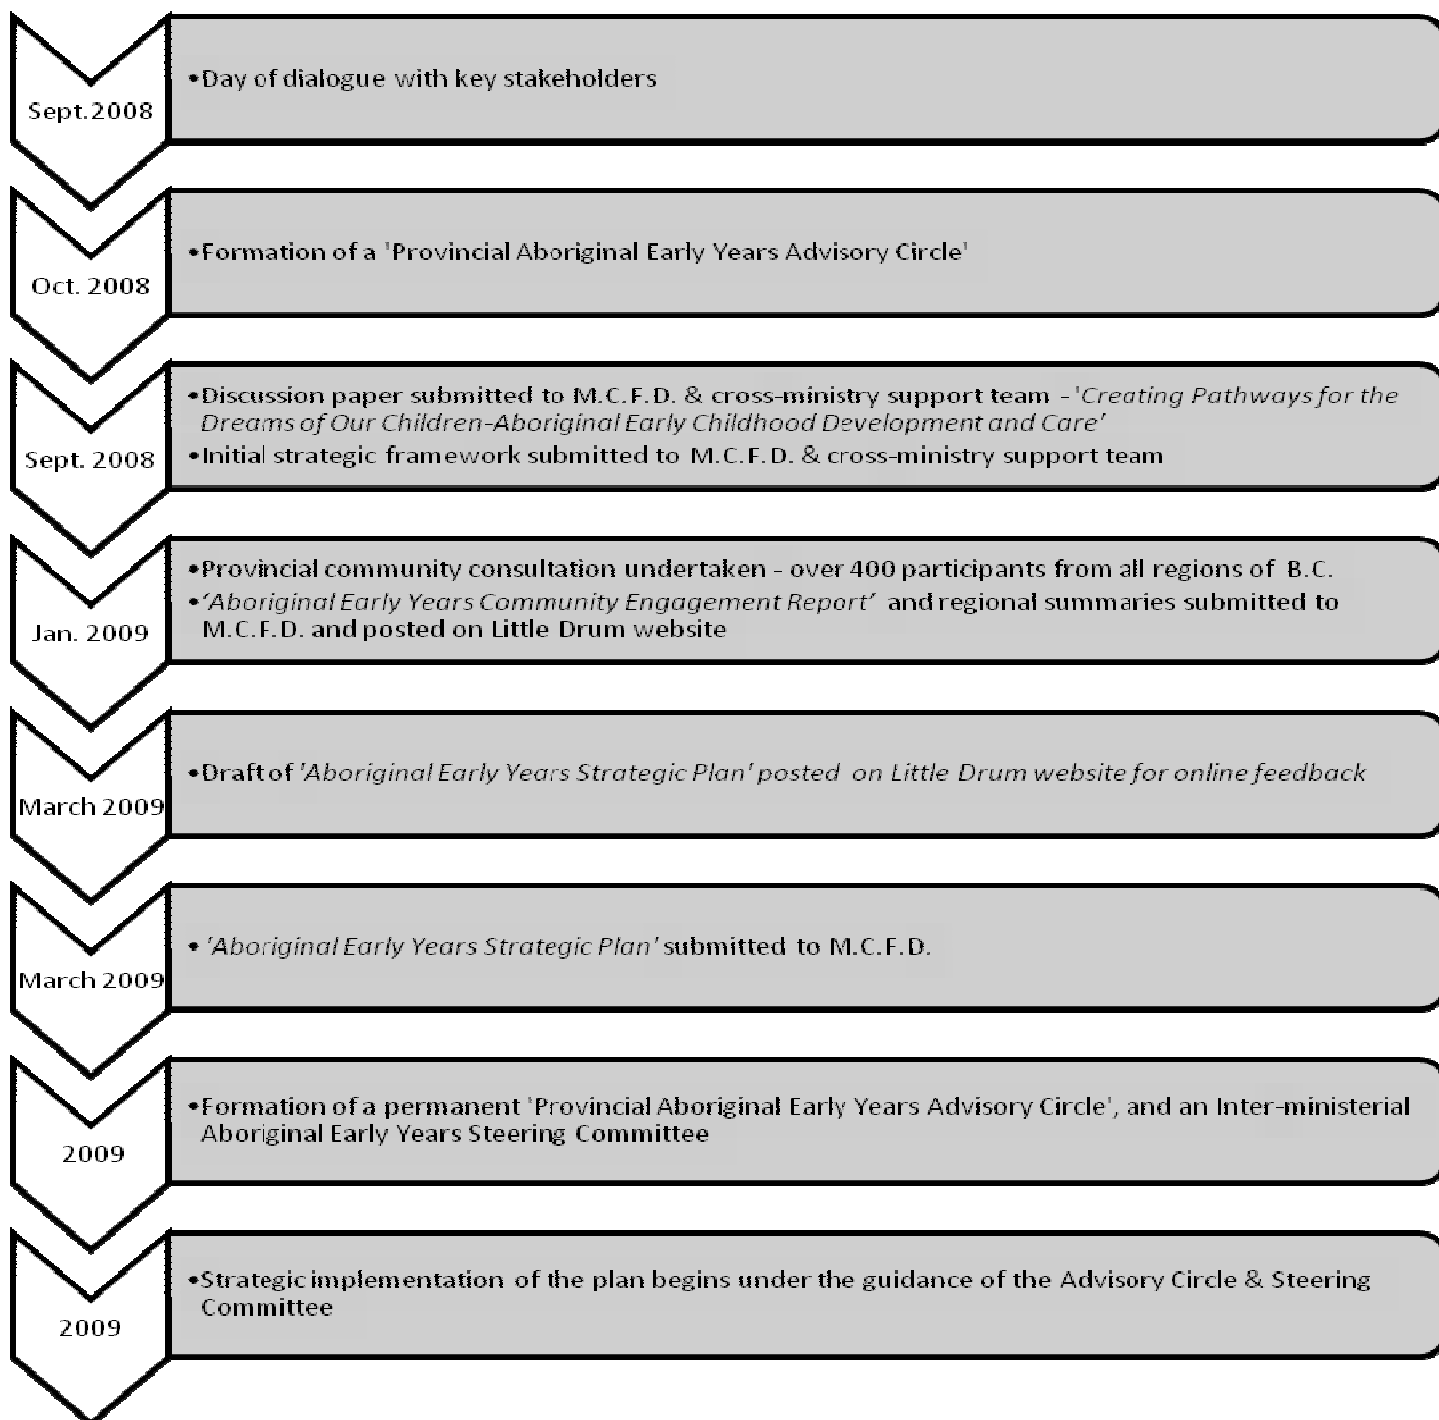 Sept.2008
•Day of dialogue with key stakeholders
Oct. 2008
•Formation of a 'Provincial Aboriginal Early Years Advisory Circle'
Sept. 2008
•Discussion paper submitted to M.C.F.D. & cross-ministry support team - 'Creating Pathways for the
Dreams of Our Children-Aboriginal Early Childhood Development and Care'
•Initial strategic framework submitted to M.C.F.D. & cross-ministry support team
Jan. 2009
•Provincial community consultation undertaken - over 400 participants from all regions of B.C.
•'Aboriginal Early Years Community Engagement Report' and regional summaries submitted to
M.C.F.D. and posted on Little Drum website
March 2009
•Draft of 'Aboriginal Early Years Strategic Plan' posted on Little Drum website for online feedback
March 2009
• 'Aboriginal Early Years Strategic Plan' submitted to M.C.F.D.
2009
•Formation of a permanent 'Provincial Aboriginal Early Years Advisory Circle', and an Inter-ministerial
Aboriginal Early Years Steering Committee
2009
•Strategic implementation of the plan begins under the guidance of the Advisory Circle & Steering
Committee